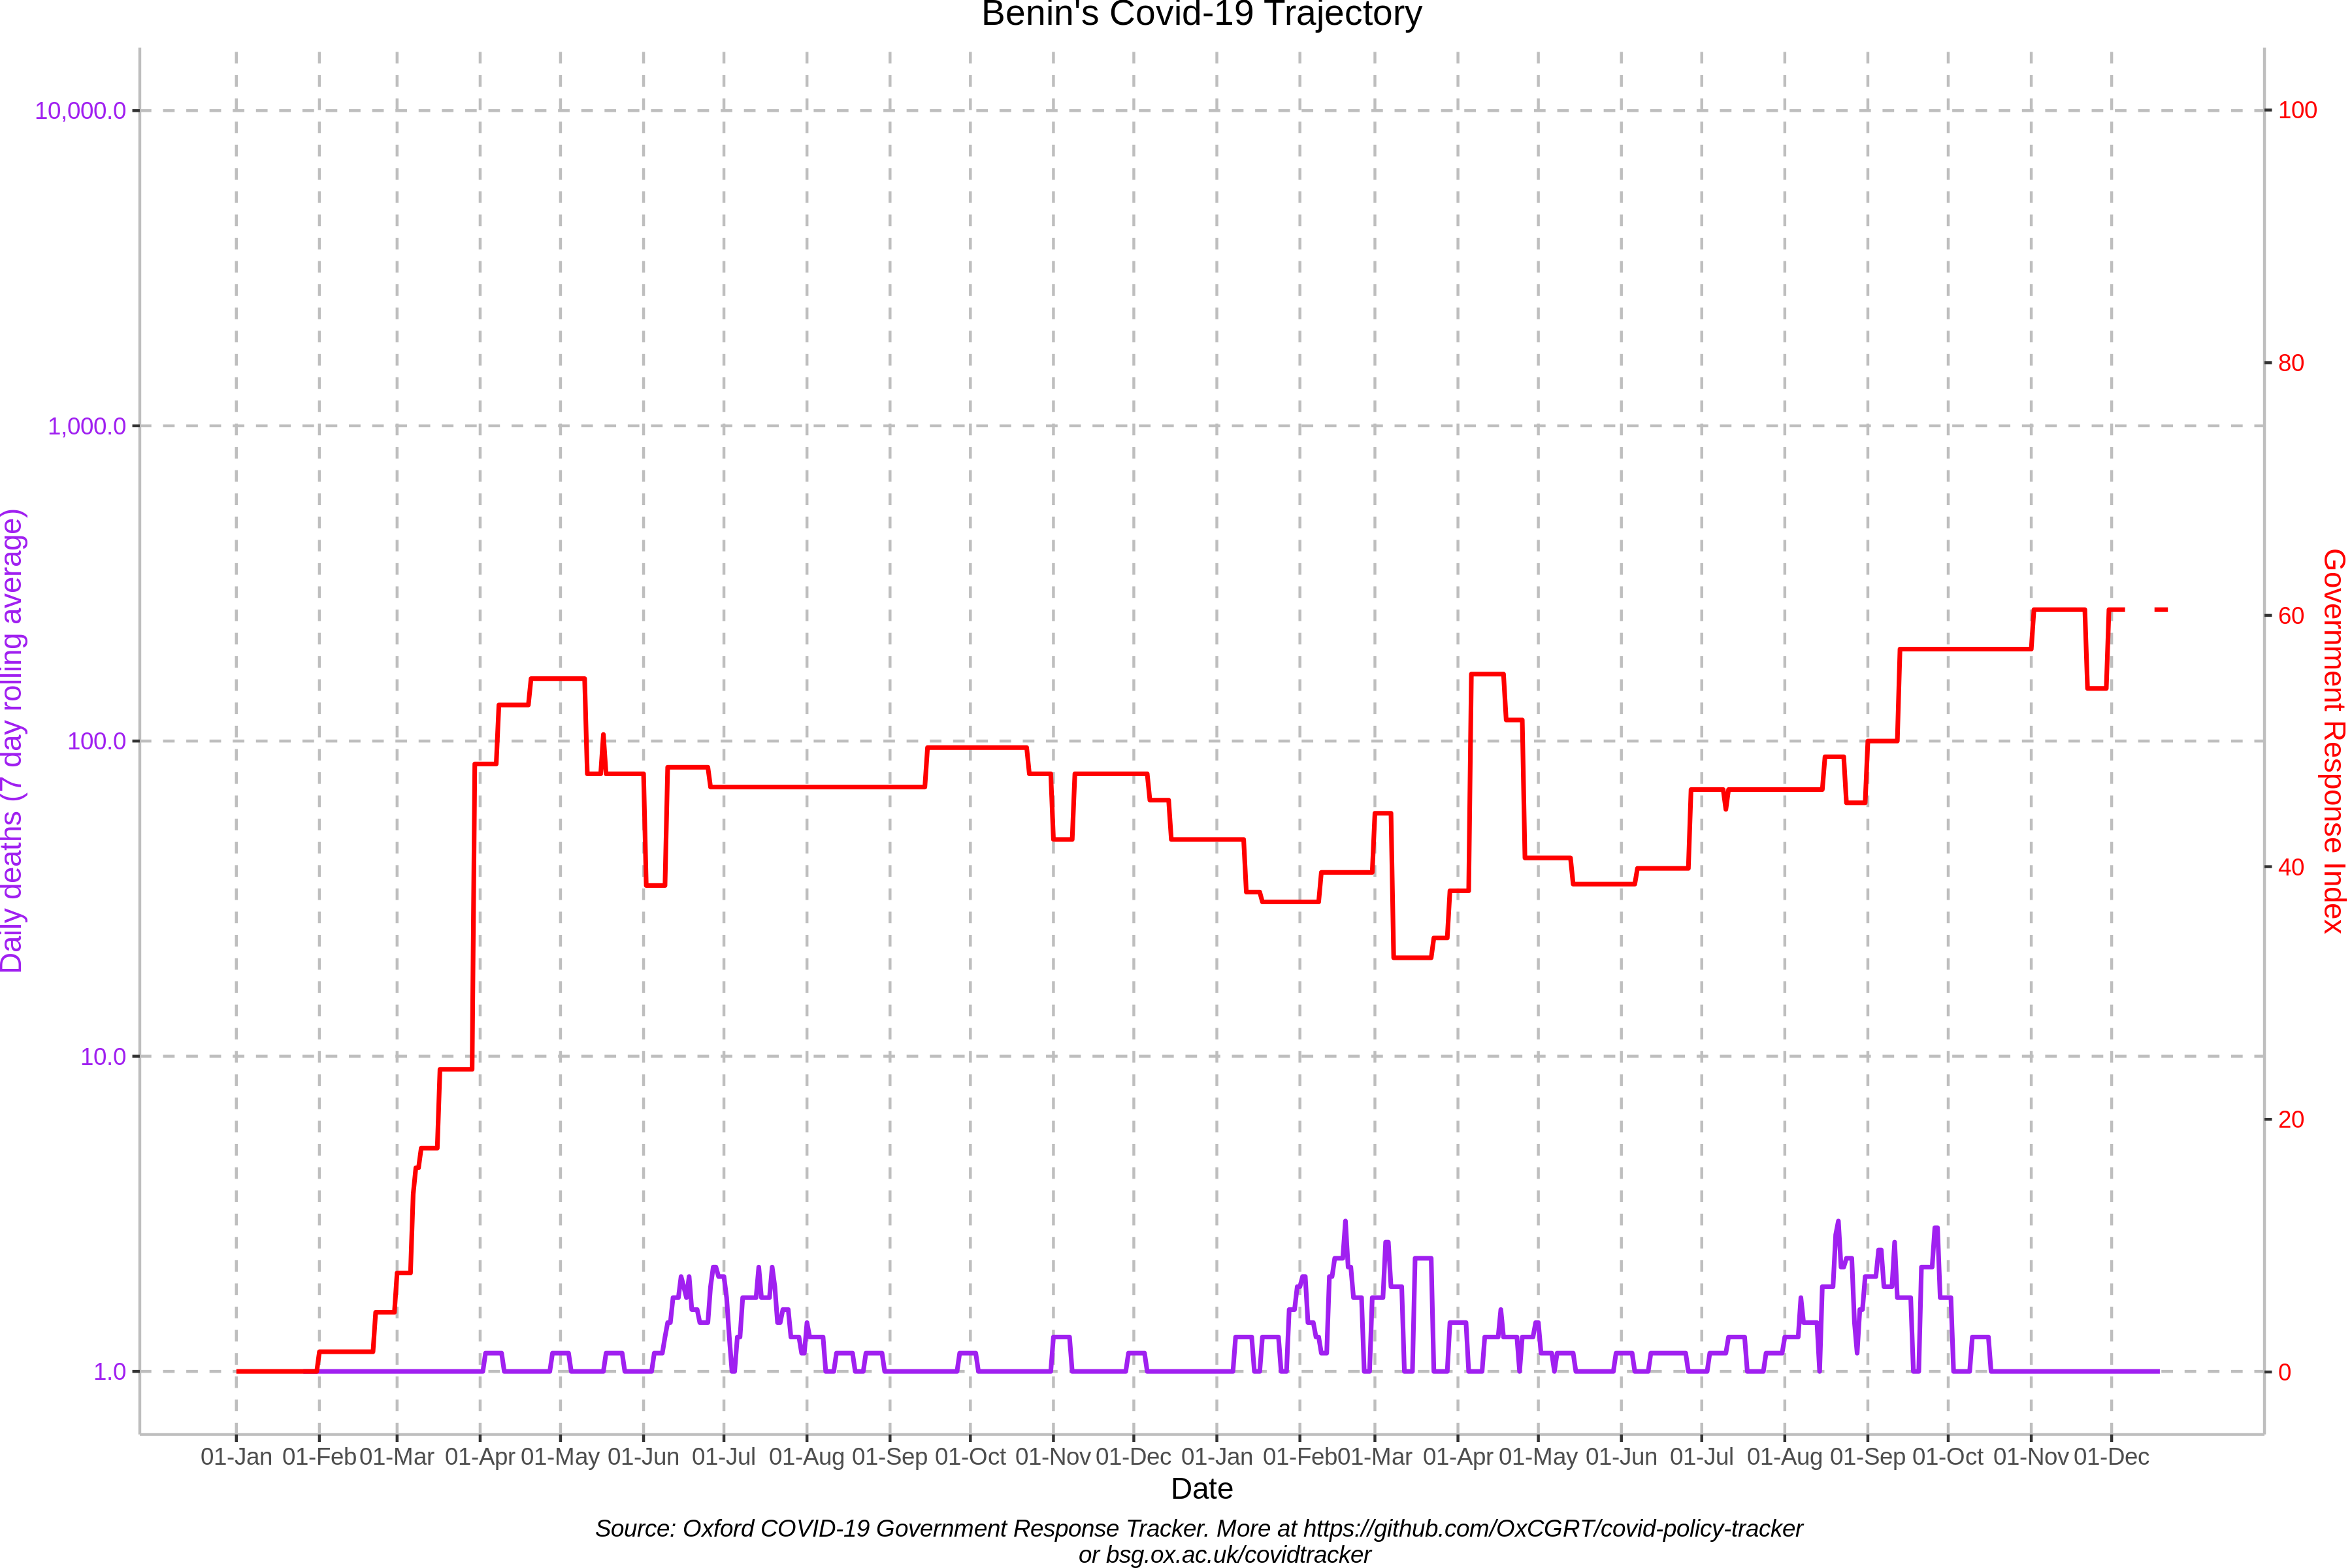 Benin's Covid-19 Trajectory
10,000.0
1,000.0
100.0
10.0
1.0
Daily deaths (7 day rolling average)
100
80
60
40
20
0
Government Response Index
01-Jan 01-Feb 01-Mar 01-Apr 01-May 01-Jun 01-Jul 01-Aug 01-Sep 01-Oct 01-Nov 01-Dec 01-Jan 01-Feb 01-Mar 01-Apr 01-May 01-Jun 01-Jul 01-Aug 01-Sep 01-Oct 01-Nov 01-Dec
Date
Source: Oxford COVID-19 Government Response Tracker. More at https://github.com/OxCGRT/covid-policy-tracker
or bsg.ox.ac.uk/covidtracker